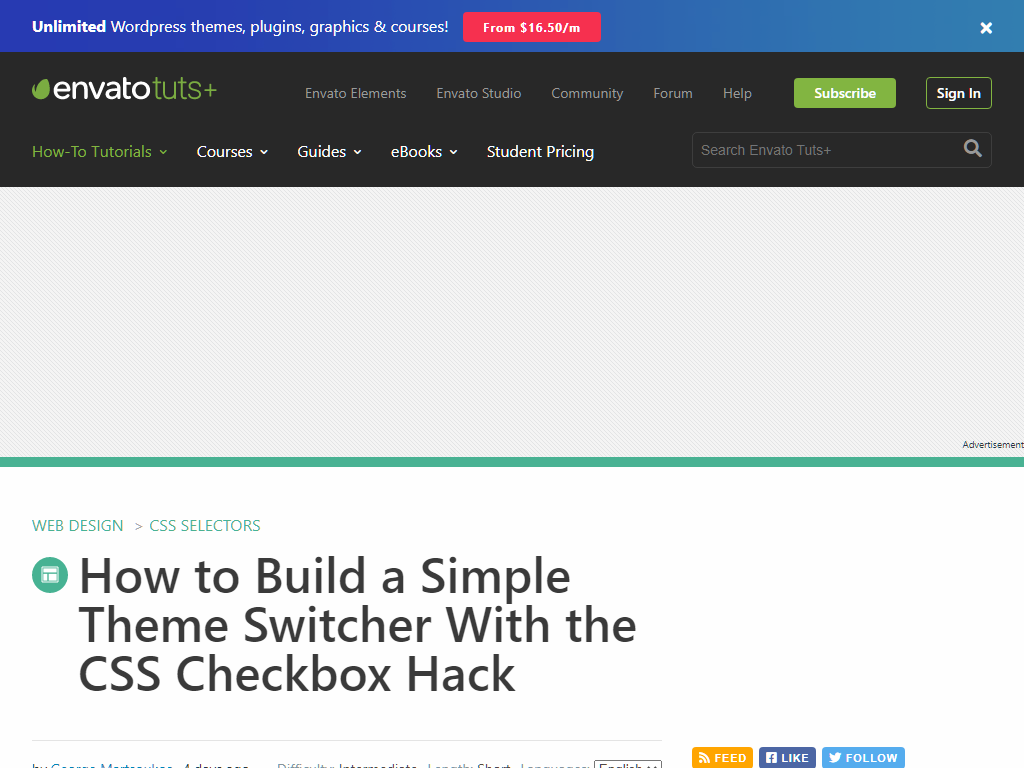 Unlimited Wordpress themes, plugins, graphics & courses! From $16.50/m
envatotuts+ Envato Elements Envato Studio Community Forum Help Subscribe Sign In
How-To Tutorials Courses Guides eBooks Student Pricing Search Envato Tuts+
Advertisement
WEB DESIGN > CSS SELECTORS
How to Build a Simple
Theme Switcher With the
CSS Checkbox Hack
by George Martsoukos 4 days ago Difficulty: Intermediate Length: Short Languages: English
FEED LIKE FOLLOW